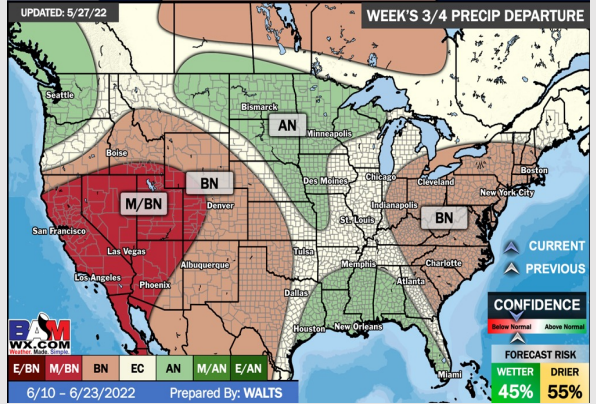 UPDATED: 5/27/22
WEEK'S 3/4 PRECIP DEPARTURE
Seattle
Bismarck
AN
Minneapolis
Boise
BN
M/BN
Des Moines
Chicago
Cleveland
Boston
New York City
Denver
Indianapolis
BN
St. Louis
San Francisco
Las Vegas
Albuquerque
Tulsa
Memphis
Charlotte
Los Angeles
Phoenix
Dallas
Atlanta
Houston
New Orleans
Miami
CURRENT
PREVIOUS
CONFIDENCE
Below Normal Above Normal
FORECAST RISK
WETTER DRIER
45% 55%
BAM
WX.COM
Weather. Made. Simple.
E/BN M/BN BN EC AN M/AN E/AN
6/10 – 6/23/2022 Prepared By: WALTS